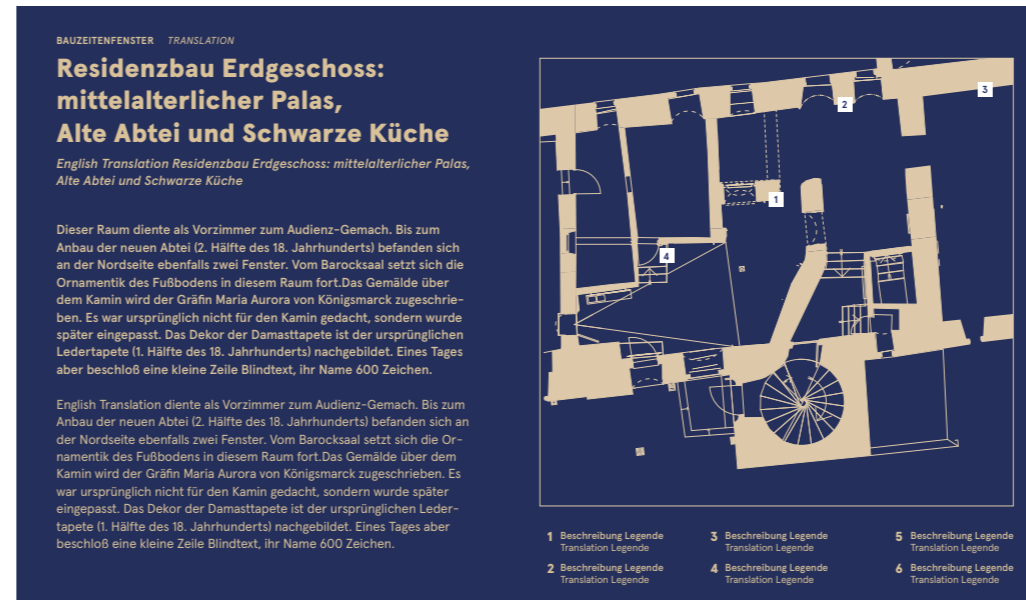 BAUZEITENFENSTER TRANSLATION
Residenzbau Erdgeschoss:
mittelalterlicher Palas,
Alte Abtei und Schwarze Küche
English Translation Residenzbau Erdgeschoss: mittelalterlicher Palas,
Alte Abtei und Schwarze Küche
Dieser Raum diente als Vorzimmer zum Audienz-Gemach. Bis zum
Anbau der neuen Abtei (2. Hälfte des 18. Jahrhunderts) befanden sich
an der Nordseite ebenfalls zwei Fenster. Vom Barocksaal setzt sich die
Ornamentik des Fußbodens in diesem Raum fort.Das Gemälde über
dem Kamin wird der Gräfin Maria Aurora von Königsmarck zugeschrie-
ben. Es war ursprünglich nicht für den Kamin gedacht, sondern wurde
später eingepasst. Das Dekor der Damasttapete ist der ursprünglichen
Ledertapete (1. Hälfte des 18. Jahrhunderts) nachgebildet. Eines Tages
aber beschloß eine kleine Zeile Blindtext, ihr Name 600 Zeichen.
English Translation diente als Vorzimmer zum Audienz-Gemach. Bis zum
Anbau der neuen Abtei (2. Hälfte des 18. Jahrhunderts) befanden sich an
der Nordseite ebenfalls zwei Fenster. Vom Barocksaal setzt sich die Or-
namentik des Fußbodens in diesem Raum fort.Das Gemälde über dem
Kamin wird der Gräfin Maria Aurora von Königsmarck zugeschrieben. Es
war ursprünglich nicht für den Kamin gedacht, sondern wurde später
eingepasst. Das Dekor der Damasttapete ist der ursprünglichen Leder-
tapete (1. Hälfte des 18. Jahrhunderts) nachgebildet. Eines Tages aber
beschloß eine kleine Zeile Blindtext, ihr Name 600 Zeichen.
3
2
1
4
1 Beschreibung Legende
Translation Legende
2 Beschreibung Legende
Translation Legende
3 Beschreibung Legende
Translation Legende
4 Beschreibung Legende
Translation Legende
5 Beschreibung Legende
Translation Legende
6 Beschreibung Legende
Translation Legende